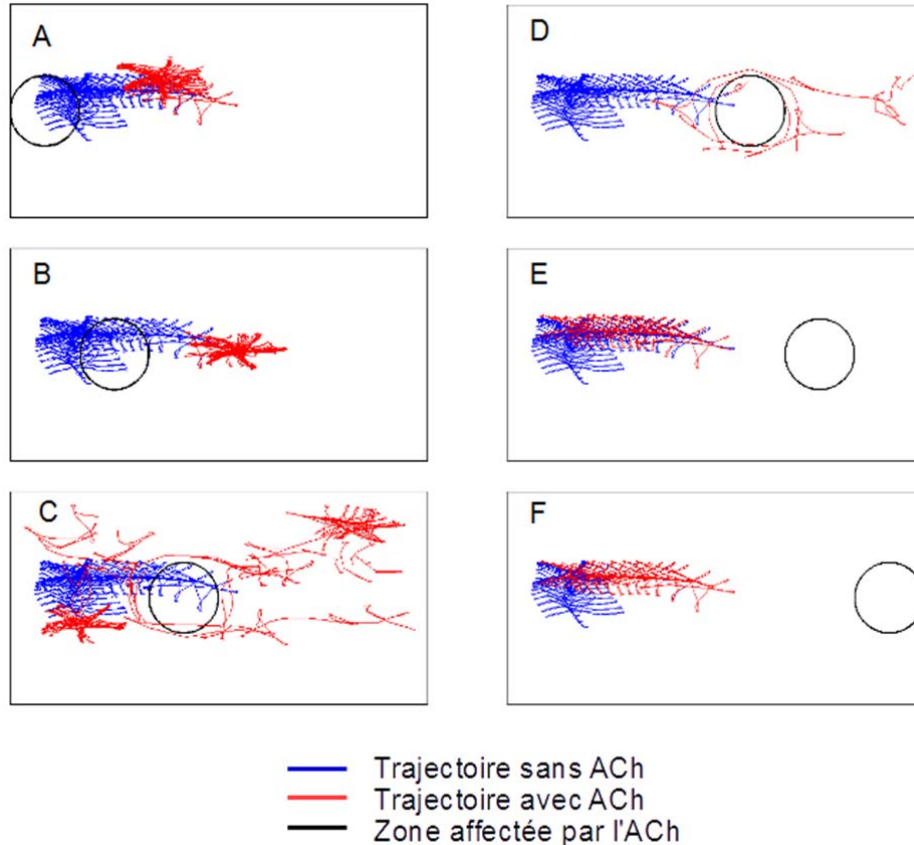 A
D
B
E
C
F
Trajectoire sans ACh
Trajectoire avec ACh
Zone affectée par l'ACh